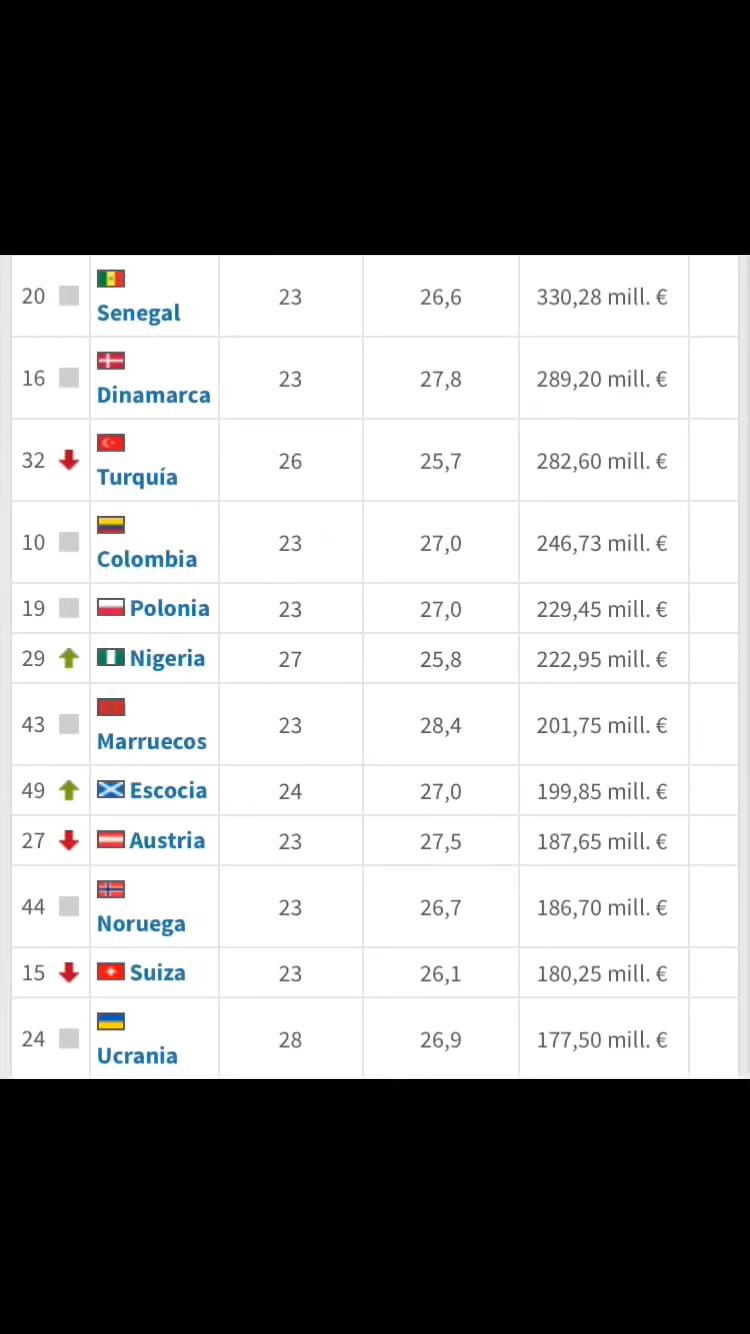 20 Senegal 23 26,6 330,28 mill. €
16 Dinamarca 23 27,8 289,20 mill. €
32 Turquía 26 25,7 282,60 mill. €
10 Colombia 23 27,0 246,73 mill. €
19 Polonia 23 27,0 229,45 mill. €
29 Nigeria 27 25,8 222,95 mill. €
43 Marruecos 23 28,4 201,75 mill. €
49 Escocia 24 27,0 199,85 mill. €
27 Austria 23 27,5 187,65 mill. €
44 Noruega 23 26,7 186,70 mill. €
15 Suiza 23 26,1 180,25 mill. €
24 Ucrania 28 26,9 177,50 mill. €